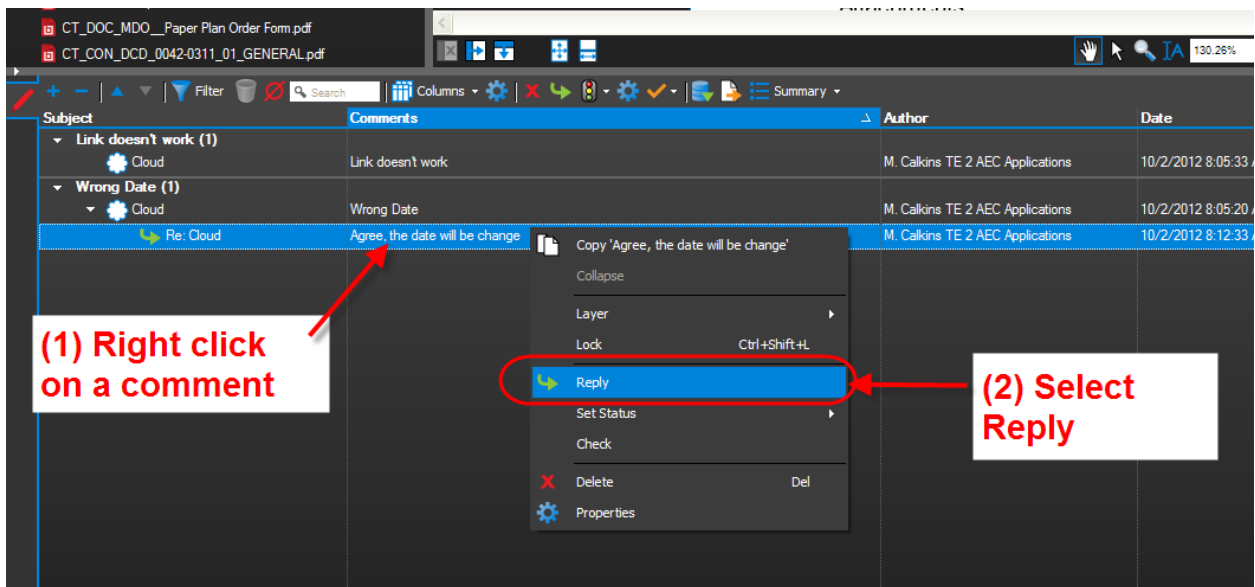 CT_DOC_MDO__Paper Plan Order Form.pdf
CT_CON_DCD_0042-0311_01_GENERAL.pdf
130.26%
Filter Search Columns Summary
Subject Comments Author Date
Link doesn't work (1)
Cloud Link doesn't work M. Calkins TE 2 AEC Applications 10/2/2012 8:05:33
Wrong Date (1)
Cloud Wrong Date M. Calkins TE 2 AEC Applications 10/2/2012 8:05:20
Re: Cloud Agree, the date will be change M. Calkins TE 2 AEC Applications 10/2/2012 8:12:33
Copy 'Agree, the date will be change'
Collapse
Layer
Lock Ctrl+Shift+L
Reply
Set Status
Check
Delete Del
Properties
(1) Right click
on a comment
(2) Select
Reply